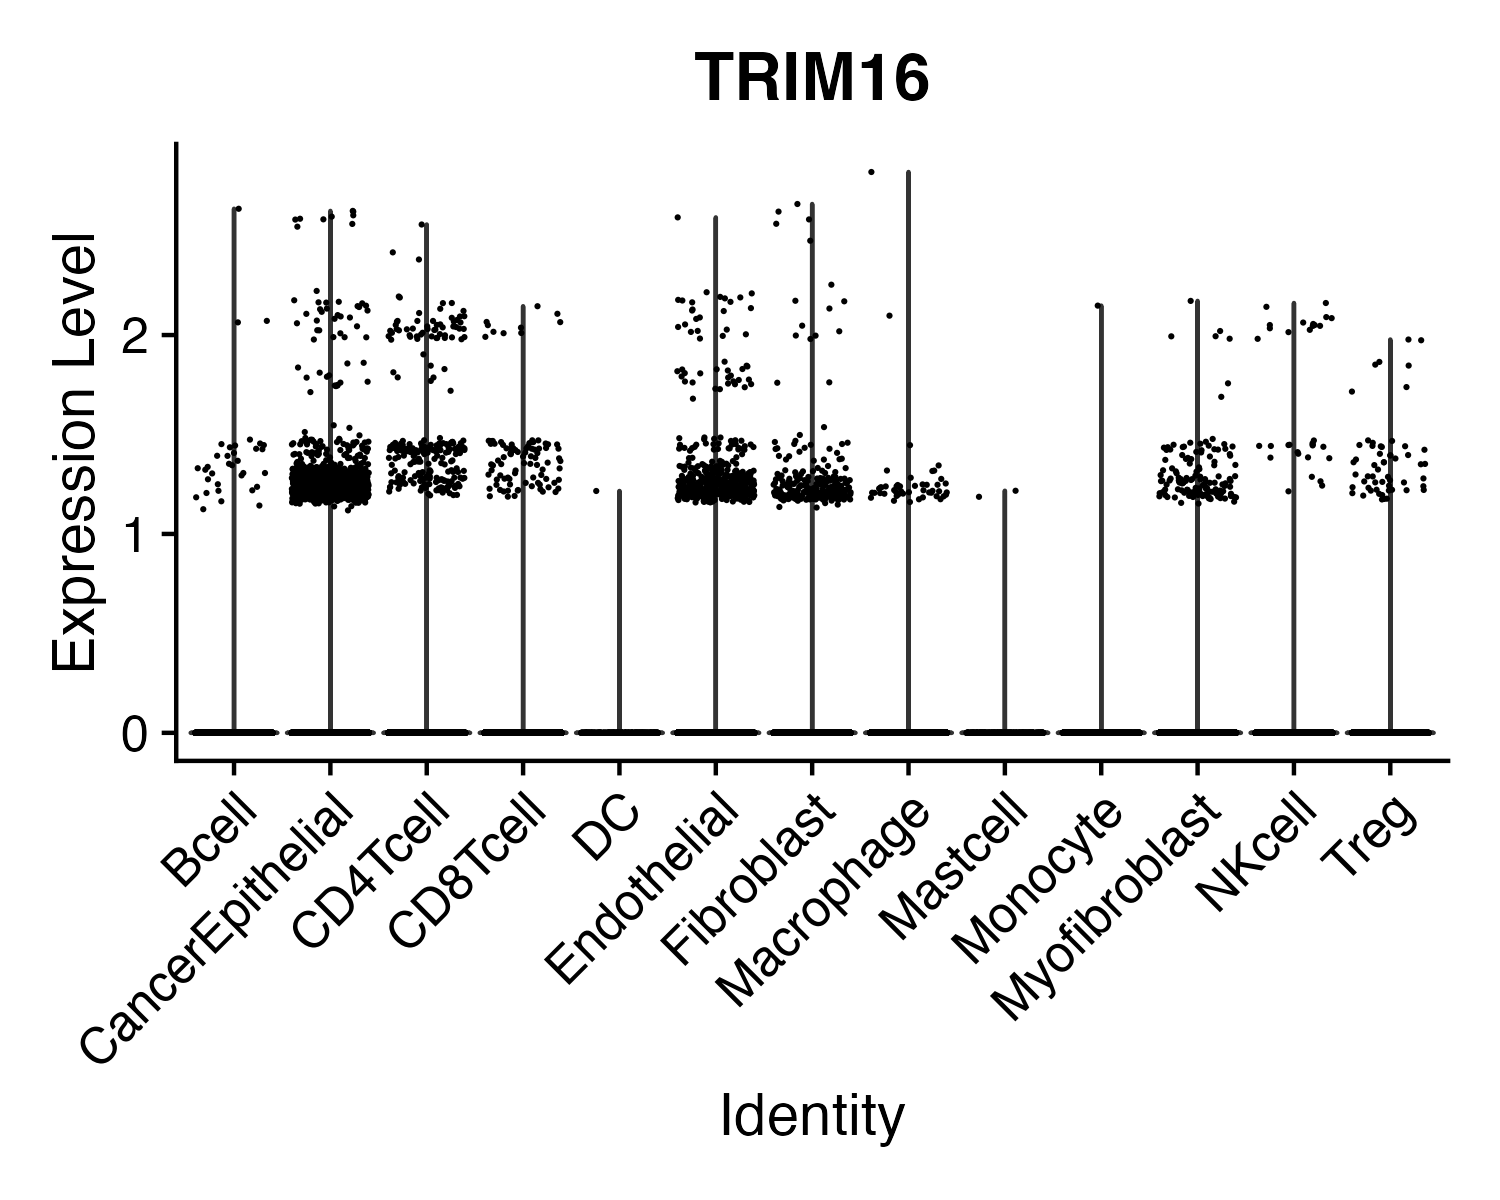 TRIM16
Expression Level
2
1
0
Bcell
CancerEpithelial
CD4Tcell
CD8Tcell
DC
Endothelial
Fibroblast
Macrophage
Mastcell
Monocyte
Myofibroblast
NKcell
Treg
Identity